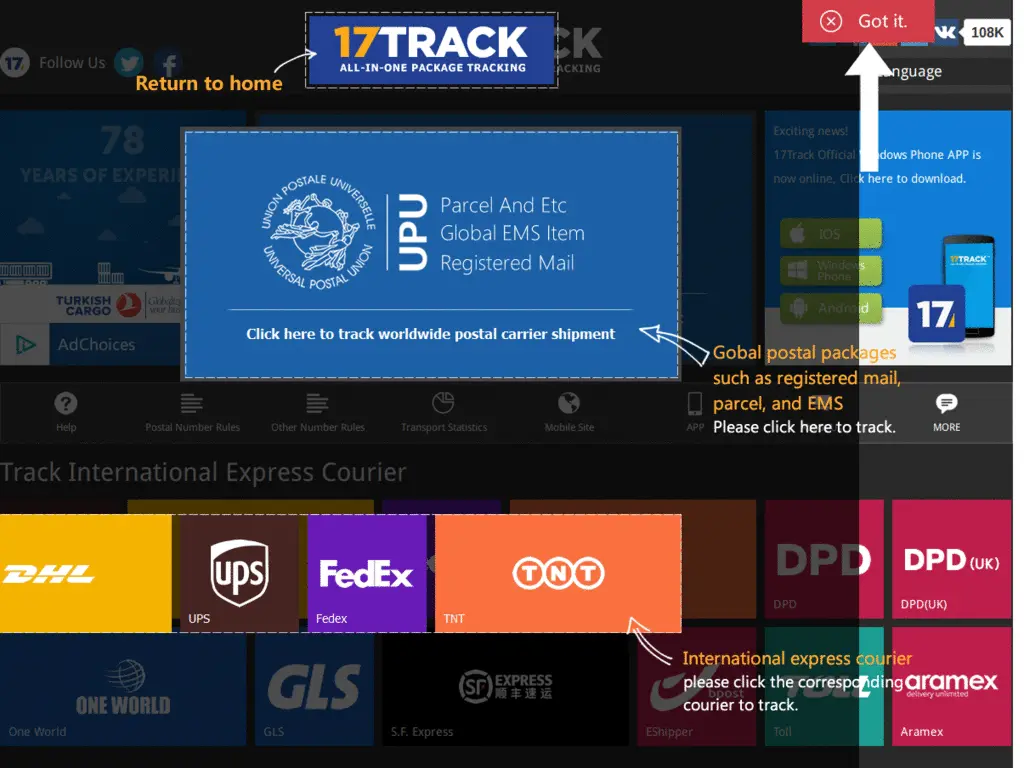 17TRACK
ALL-IN-ONE PACKAGE TRACKING
CK
ACKING
Got it.
108K
17
Follow Us
Return to home
anguage
78
YEARS OF EXPERI
TURKISH
CARGO
AdChoices
UNION POSTALE UNIVERSELLE
UNIVERSAL POSTAL UNION
UPU
Parcel And Etc
Global EMS Item
Registered Mail
Click here to track worldwide postal carrier shipment
Exciting news!
17Track Official Windows Phone APP is
now online, Click here to download.
IOS
Windows
Phone
Android
17TRACK
17
Gobal postal packages
such as registered mail,
parcel, and EMS
Please click here to track.
Help
Postal Number Rules
Other Number Rules
Transport Statistics
Mobile Site
APP
MORE
Track International Express Courier
DHL
UPS
UPS
FedEx
Fedex
TNT
TNT
DPD
DPD
DPD (UK)
DPD(UK)
International express courier
please click the corresponding
courier to track.
ONE WORLD
One World
GLS
GLS
SF EXPRESS
顺丰速运
S.F. Express
bpost
EShipper
Toll
aramex
delivery unlimited
Aramex